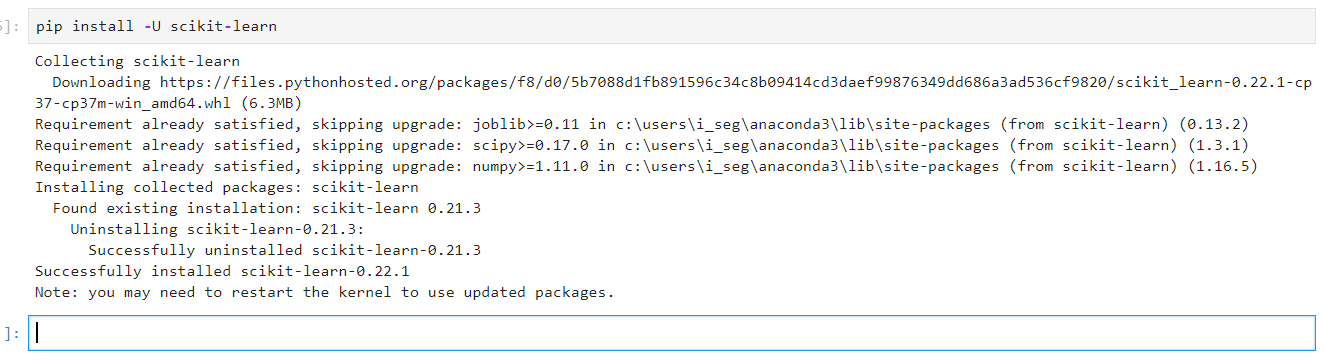 5]: pip install -U scikit-learn
Collecting scikit-learn
Downloading https://files.pythonhosted.org/packages/f8/d0/5b7088d1fb891596c34c8b09414cd3daef99876349dd686a3ad536cf9820/scikit_learn-0.22.1-cp
37-cp37m-win_amd64.whl (6.3MB)
Requirement already satisfied, skipping upgrade: joblib>=0.11 in c:\users\i_seg\anaconda3\lib\site-packages (from scikit-learn) (0.13.2)
Requirement already satisfied, skipping upgrade: scipy>=0.17.0 in c:\users\i_seg\anaconda3\lib\site-packages (from scikit-learn) (1.3.1)
Requirement already satisfied, skipping upgrade: numpy>=1.11.0 in c:\users\i_seg\anaconda3\lib\site-packages (from scikit-learn) (1.16.5)
Installing collected packages: scikit-learn
Found existing installation: scikit-learn 0.21.3
Uninstalling scikit-learn-0.21.3:
Successfully uninstalled scikit-learn-0.21.3
Successfully installed scikit-learn-0.22.1
Note: you may need to restart the kernel to use updated packages.
]: